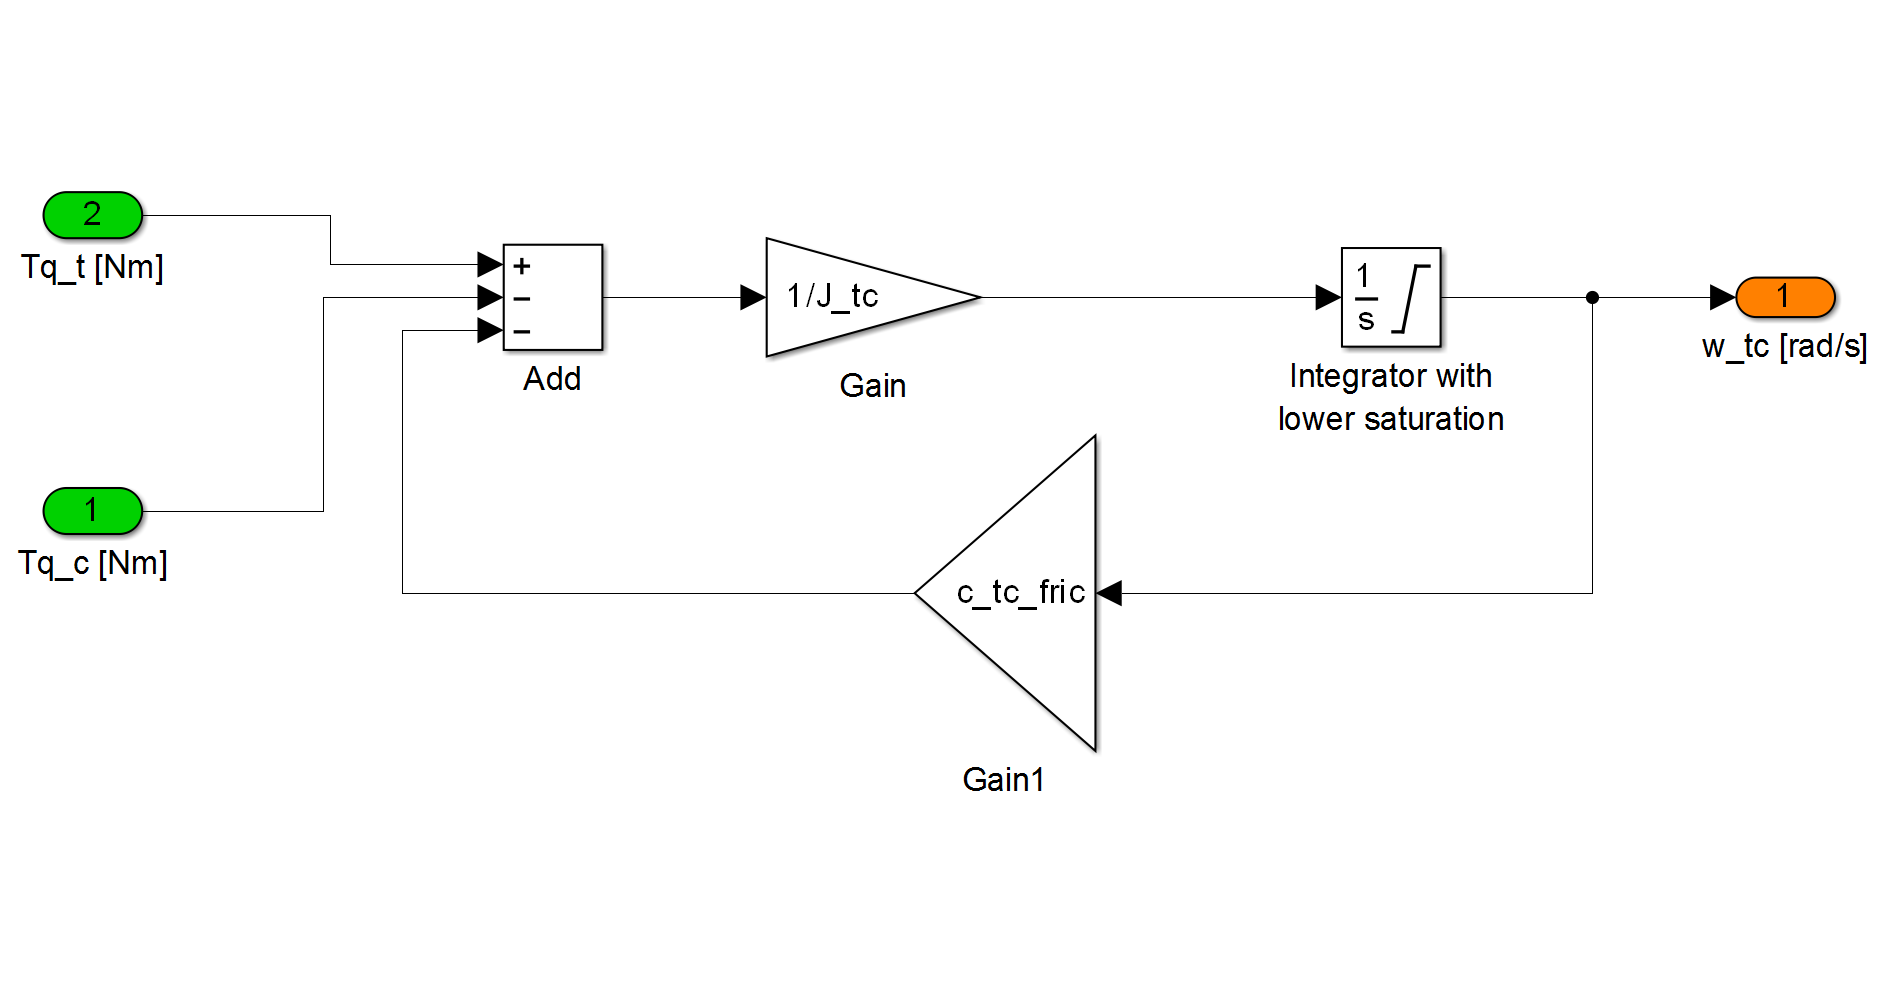 2
Tq_t [Nm]
+
−
−
Add
1/J_tc
Gain
1
s
Integrator with
lower saturation
1
w_tc [rad/s]
1
Tq_c [Nm]
c_tc_fric
Gain1